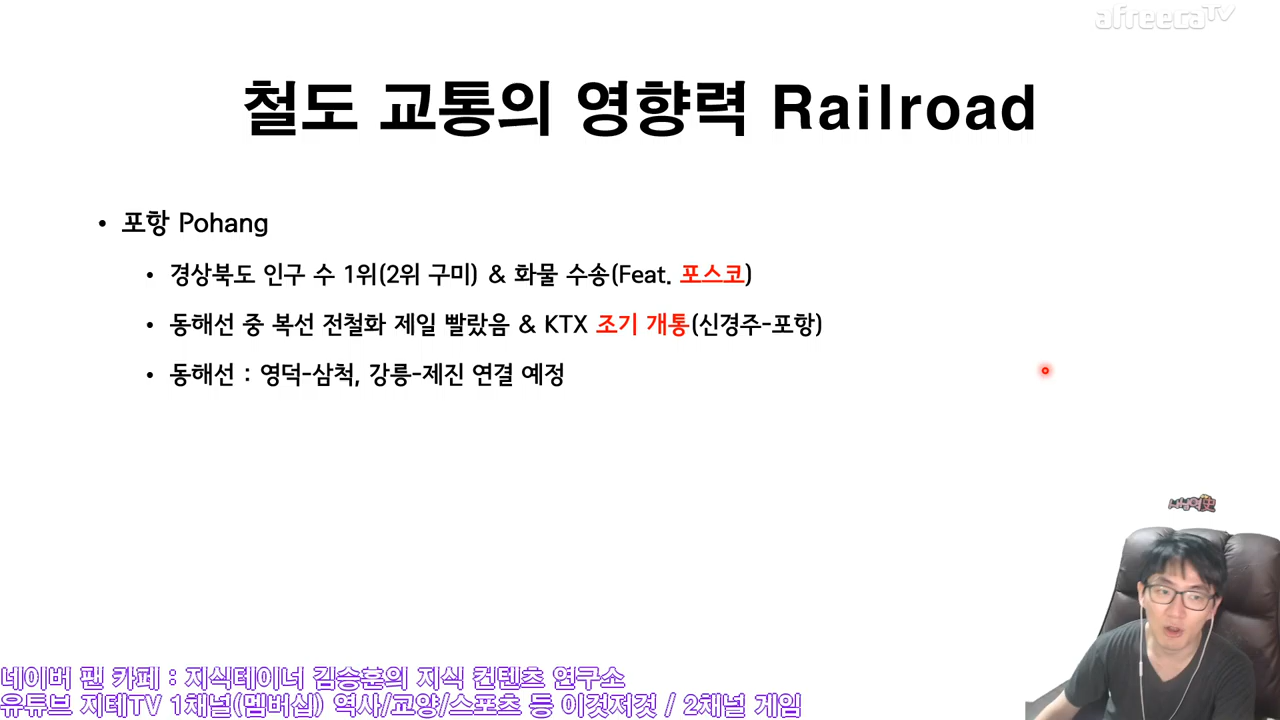 afreecaTV
철도 교통의 영향력 Railroad
• 포항 Pohang
• 경상북도 인구 수 1위(2위 구미) & 화물 수송(Feat. 포스코)
• 동해선 중 복선 전철화 제일 빨랐음 & KTX 조기 개통(신경주-포항)
• 동해선 : 영덕-삼척, 강릉-제진 연결 예정
네이버 팬 카페 : 지식테이너 김승훈의 지식 컨텐츠 연구소
유튜브 지테TV 1채널(멤버십) 역사/교양/스포츠 등 이것저것 / 2채널 게임